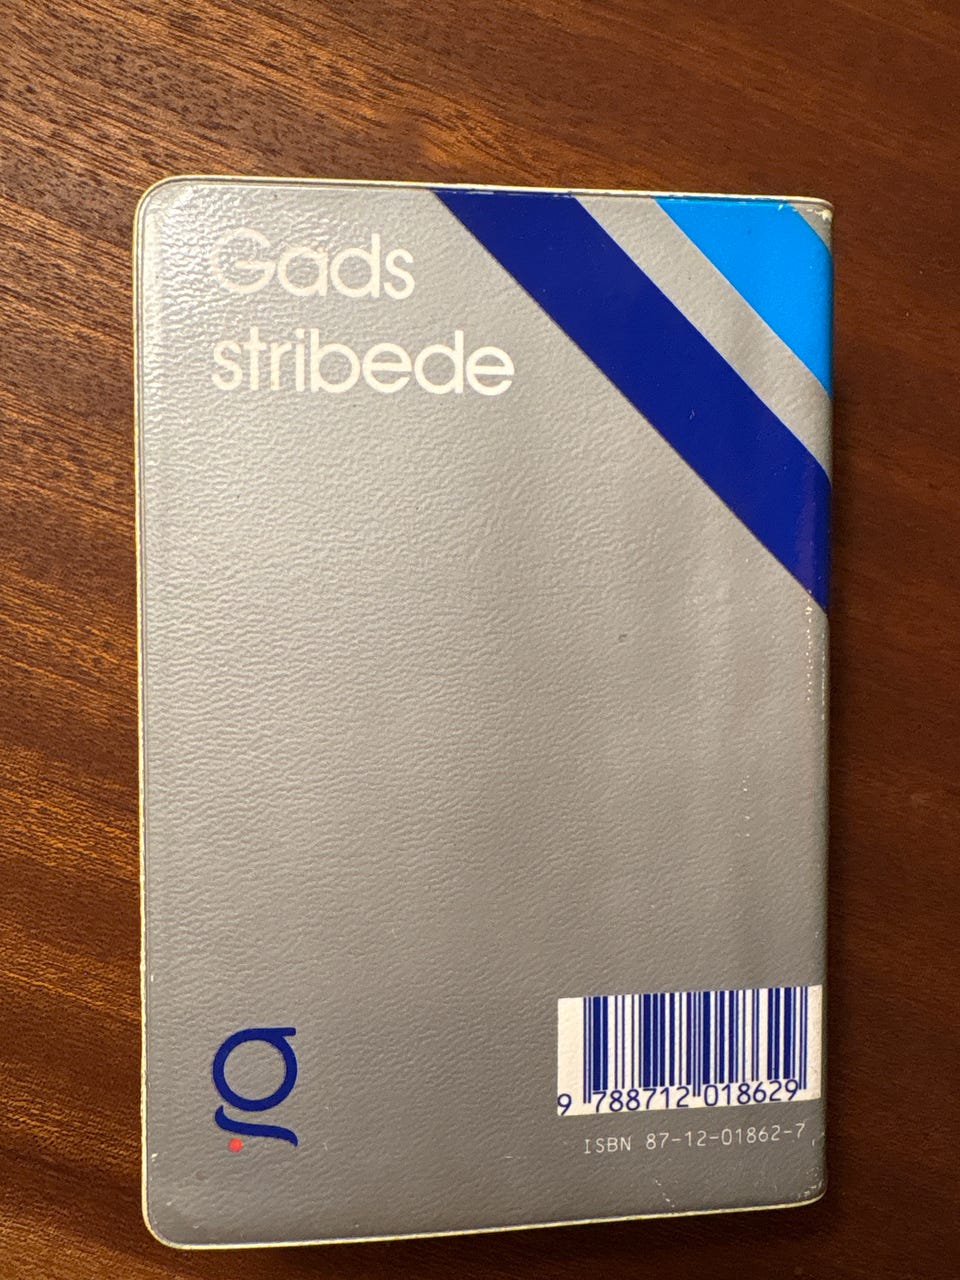 Gads
stribede
9 788712 018629
ISBN 87-12-01862-7